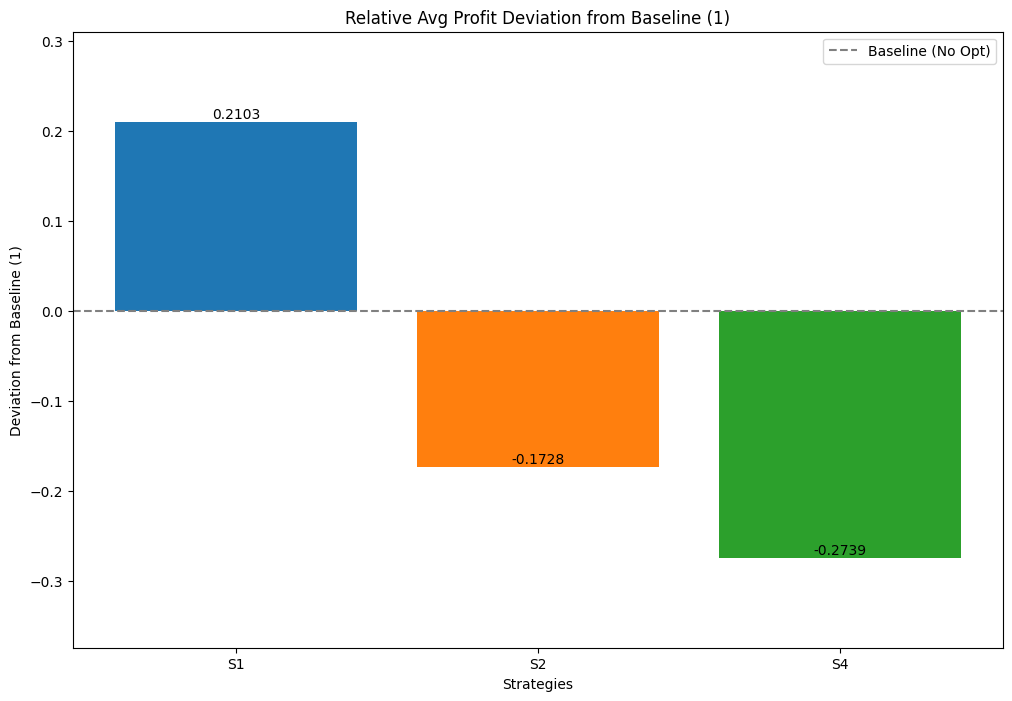 Relative Avg Profit Deviation from Baseline (1)
Baseline (No Opt)
Deviation from Baseline (1)
0.3
0.2
0.1
0.0
−0.1
−0.2
−0.3
0.2103
-0.1728
-0.2739
S1
S2
S4
Strategies